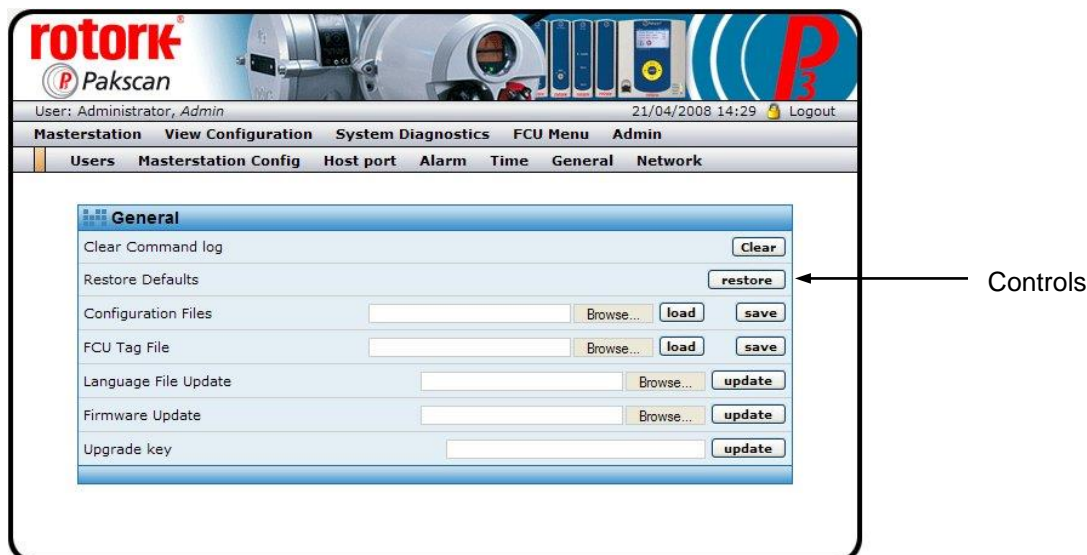 rotork
P Pakscan
P3
User: Administrator, Admin 21/04/2008 14:29 Logout
Masterstation View Configuration System Diagnostics FCU Menu Admin
Users Masterstation Config Host port Alarm Time General Network
General
Clear Command log Clear
Restore Defaults restore
Controls
Configuration Files Browse... load save
FCU Tag File Browse... load save
Language File Update Browse... update
Firmware Update Browse... update
Upgrade key update